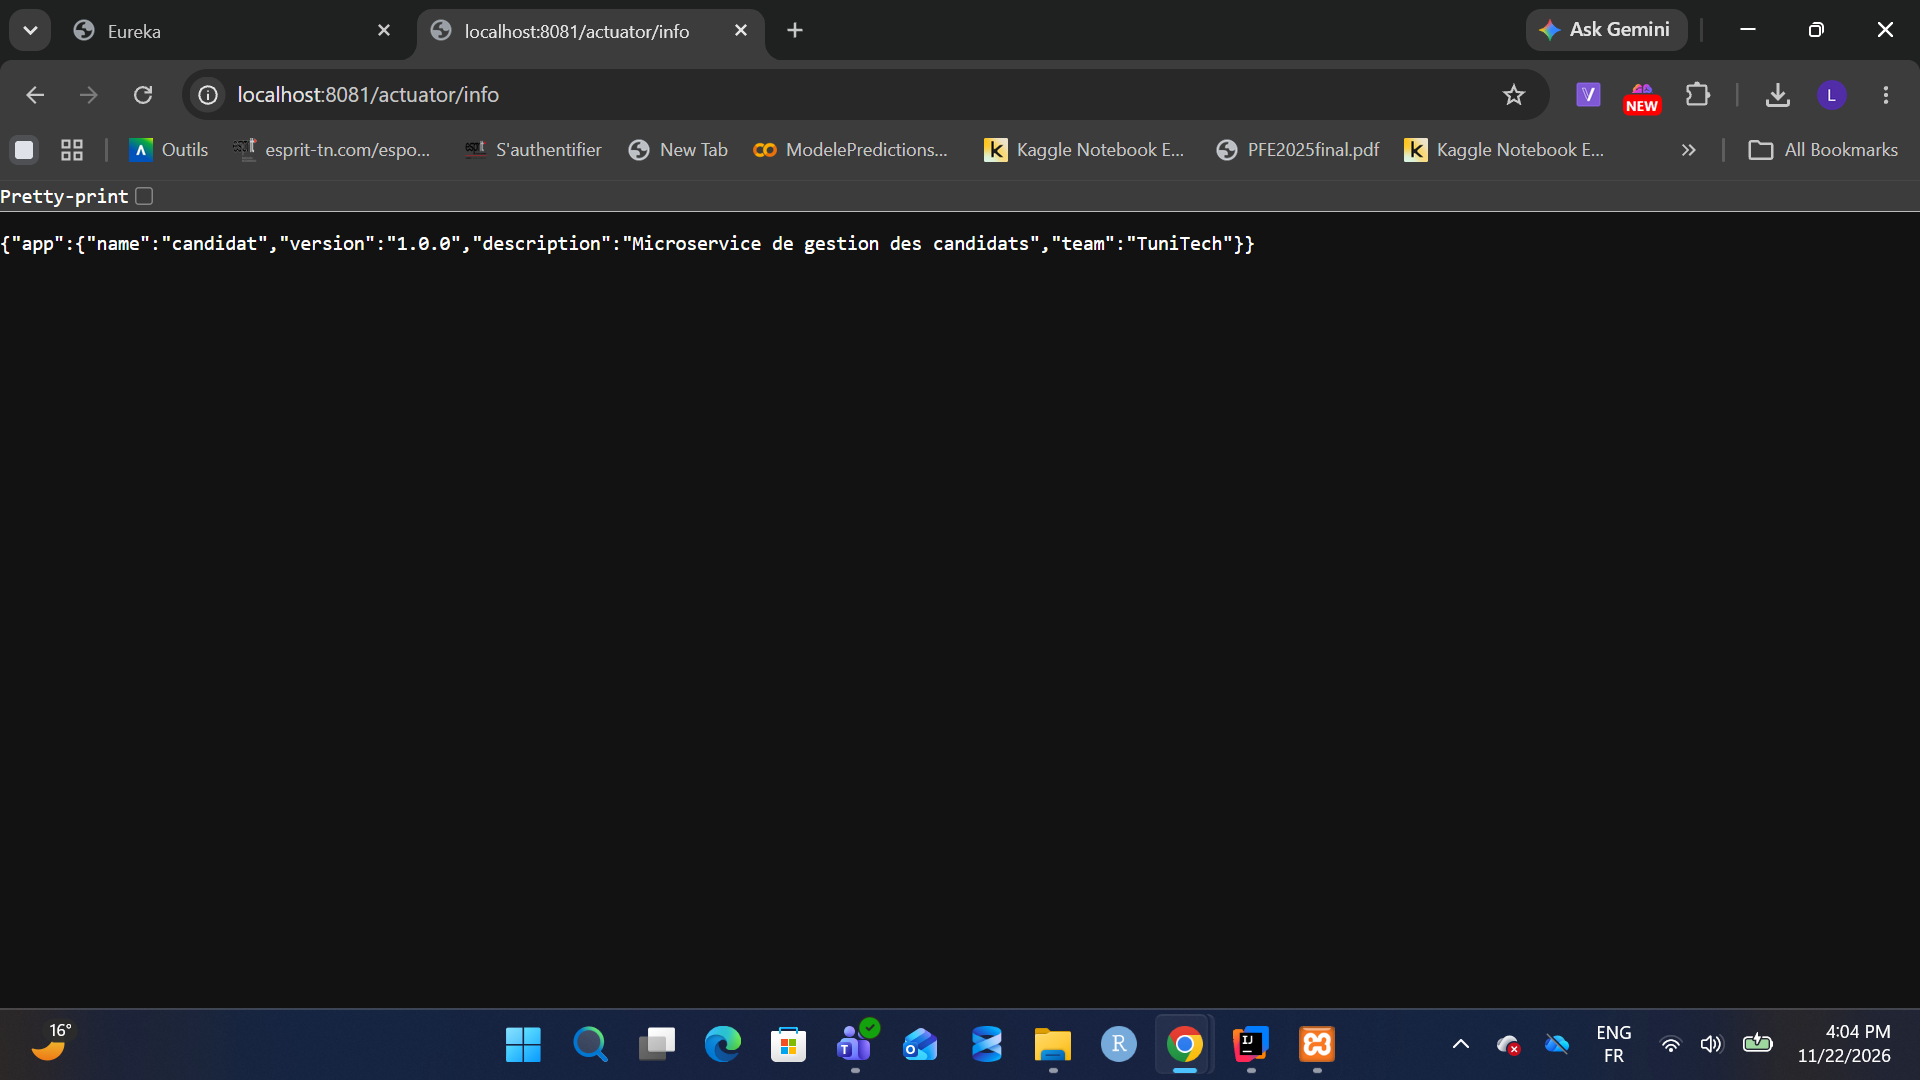 Eureka
localhost:8081/actuator/info
Ask Gemini
localhost:8081/actuator/info
NEW
L
Outils
esprit-tn.com/espo...
S'authentifier
New Tab
ModelePredictions...
Kaggle Notebook E...
PFE2025final.pdf
Kaggle Notebook E...
All Bookmarks
Pretty-print
{"app":{"name":"candidat","version":"1.0.0","description":"Microservice de gestion des candidats","team":"TuniTech"}}
16°
ENG
FR
4:04 PM
11/22/2026